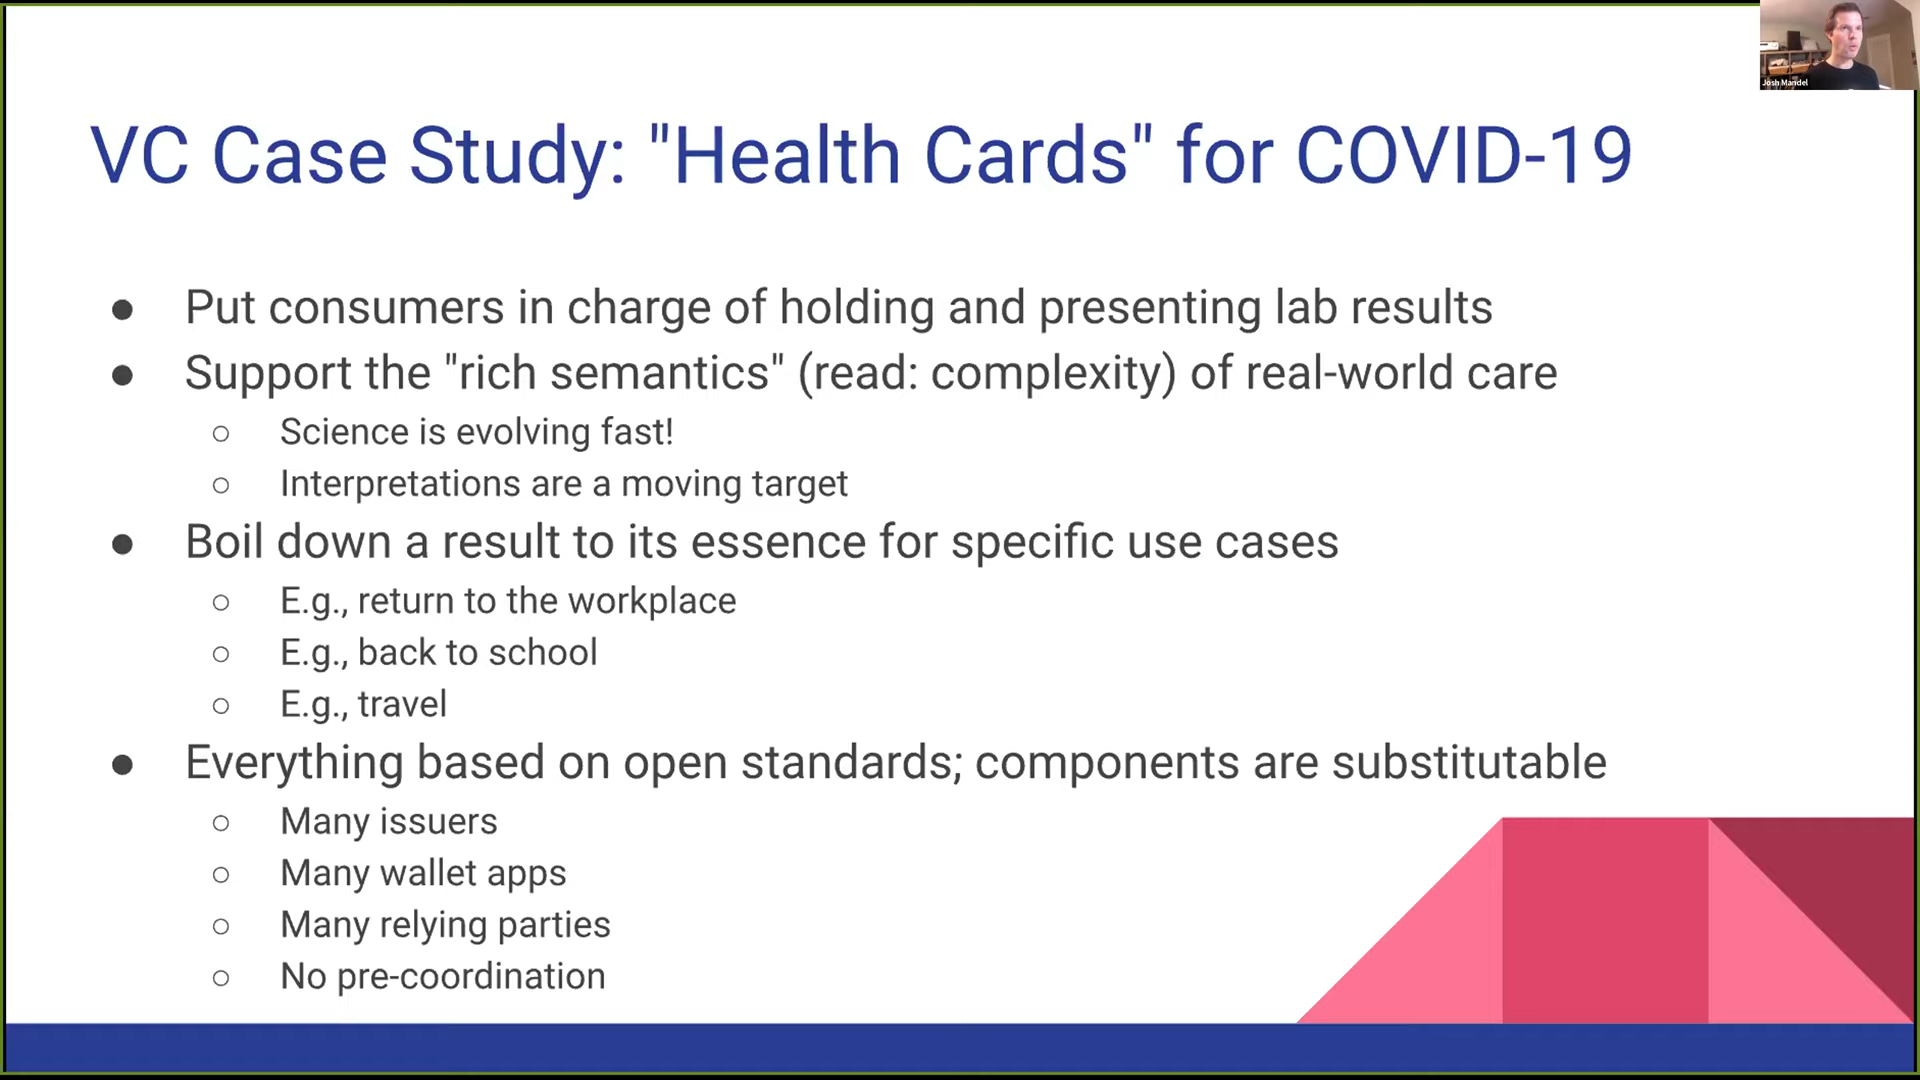 Josh Mandel
VC Case Study: "Health Cards" for COVID-19
● Put consumers in charge of holding and presenting lab results
● Support the "rich semantics" (read: complexity) of real-world care
○ Science is evolving fast!
○ Interpretations are a moving target
● Boil down a result to its essence for specific use cases
○ E.g., return to the workplace
○ E.g., back to school
○ E.g., travel
● Everything based on open standards; components are substitutable
○ Many issuers
○ Many wallet apps
○ Many relying parties
○ No pre-coordination